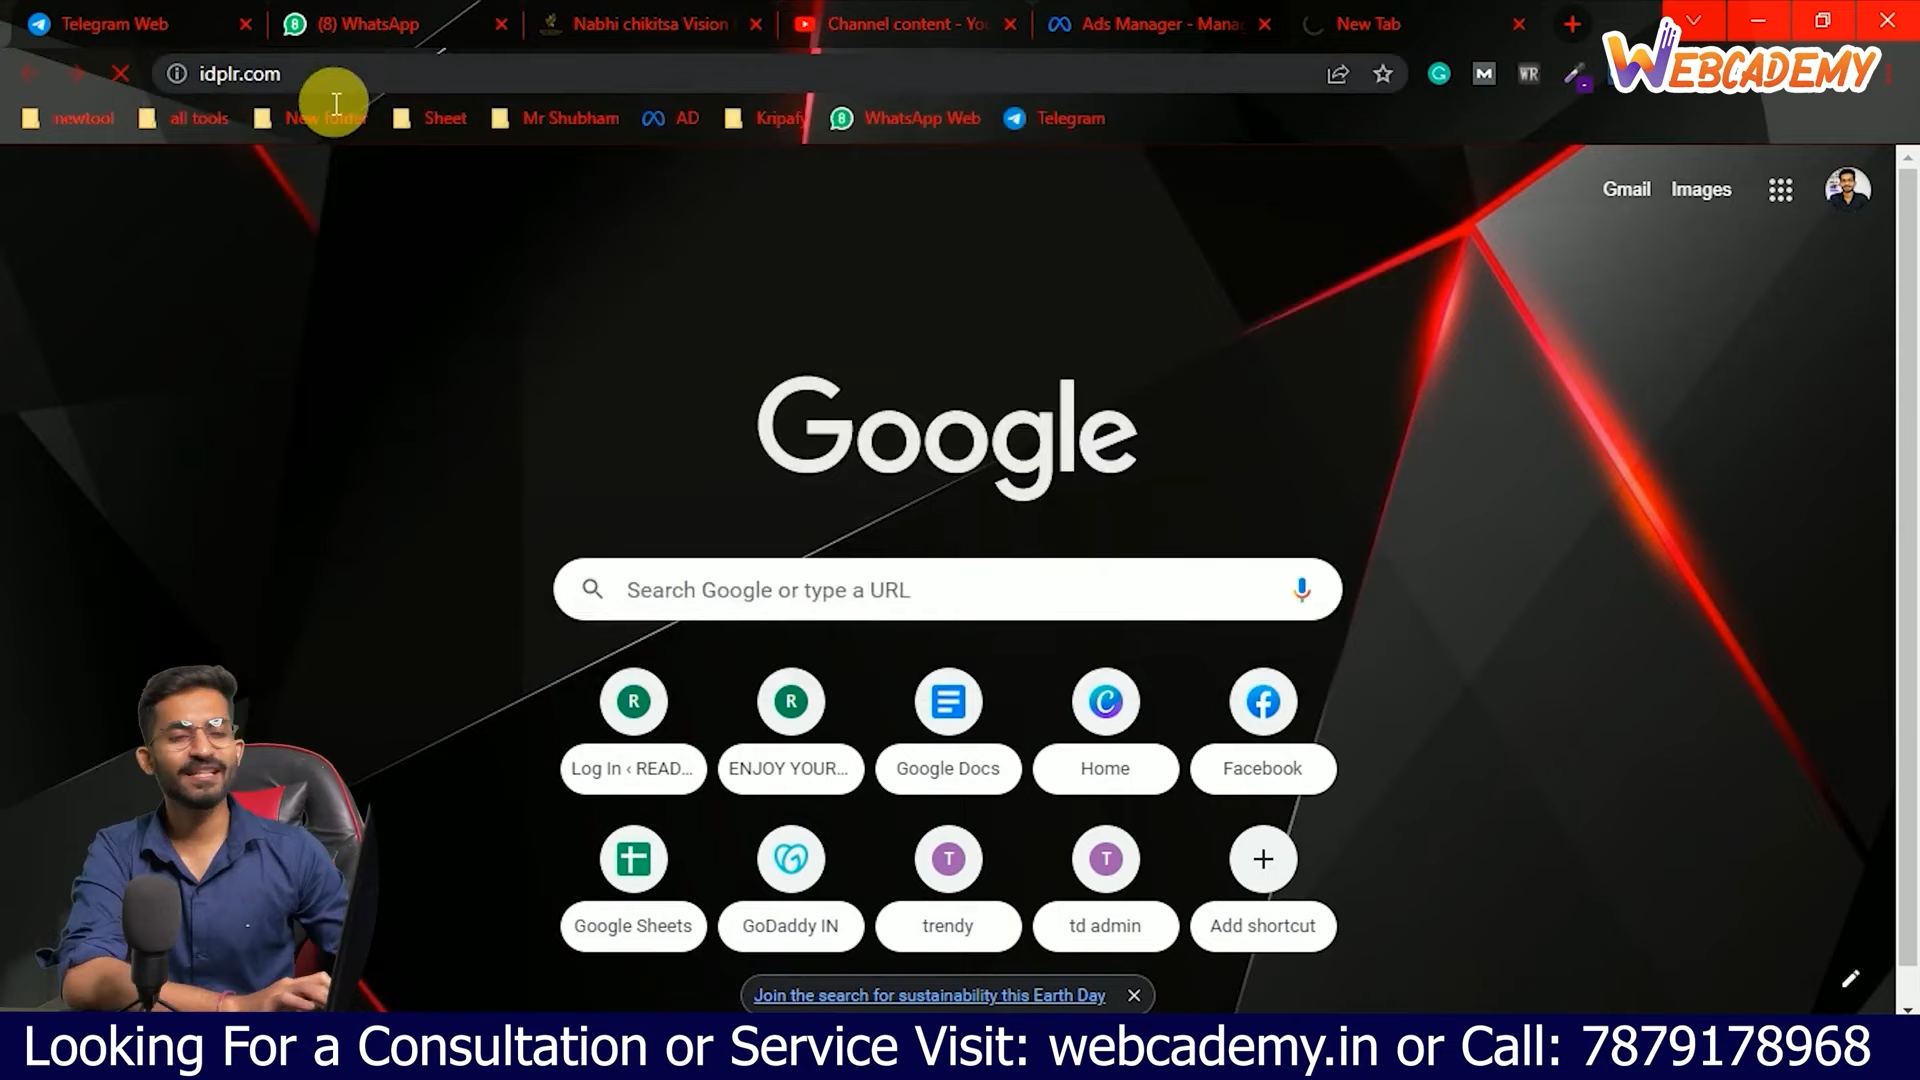 Telegram Web
(8) WhatsApp
Nabhi chikitsa Vision
Channel content - Yo
Ads Manager - Mana
New Tab
idplr.com
M
WR
WEBCADEMY
newtool
all tools
New folder
Sheet
Mr Shubham
AD
Kripafy
WhatsApp Web
Telegram
Gmail
Images
Google
Search Google or type a URL
R
R
Log In ‹ READ...
ENJOY YOUR...
Google Docs
Home
Facebook
T
T
Google Sheets
GoDaddy IN
trendy
td admin
Add shortcut
Join the search for sustainability this Earth Day
Looking For a Consultation or Service Visit: webcademy.in or Call: 7879178968